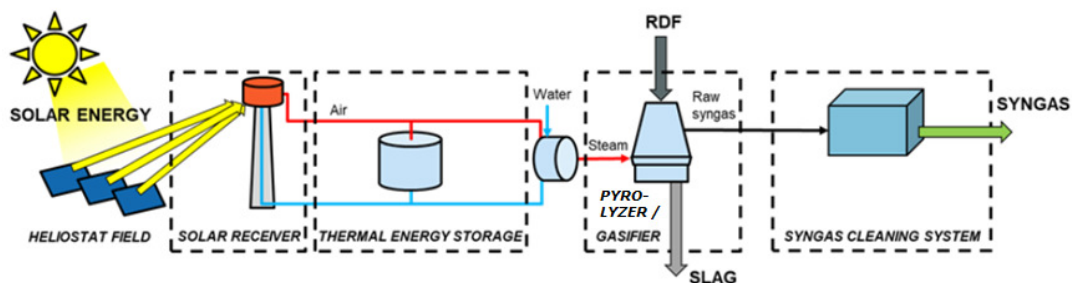 RDF
SOLAR ENERGY
Air
Water
Steam
Raw
syngas
SYNGAS
PYRO-
LYZER /
GASIFIER
HELIOSTAT FIELD
SOLAR RECEIVER
THERMAL ENERGY STORAGE
SYNGAS CLEANING SYSTEM
SLAG